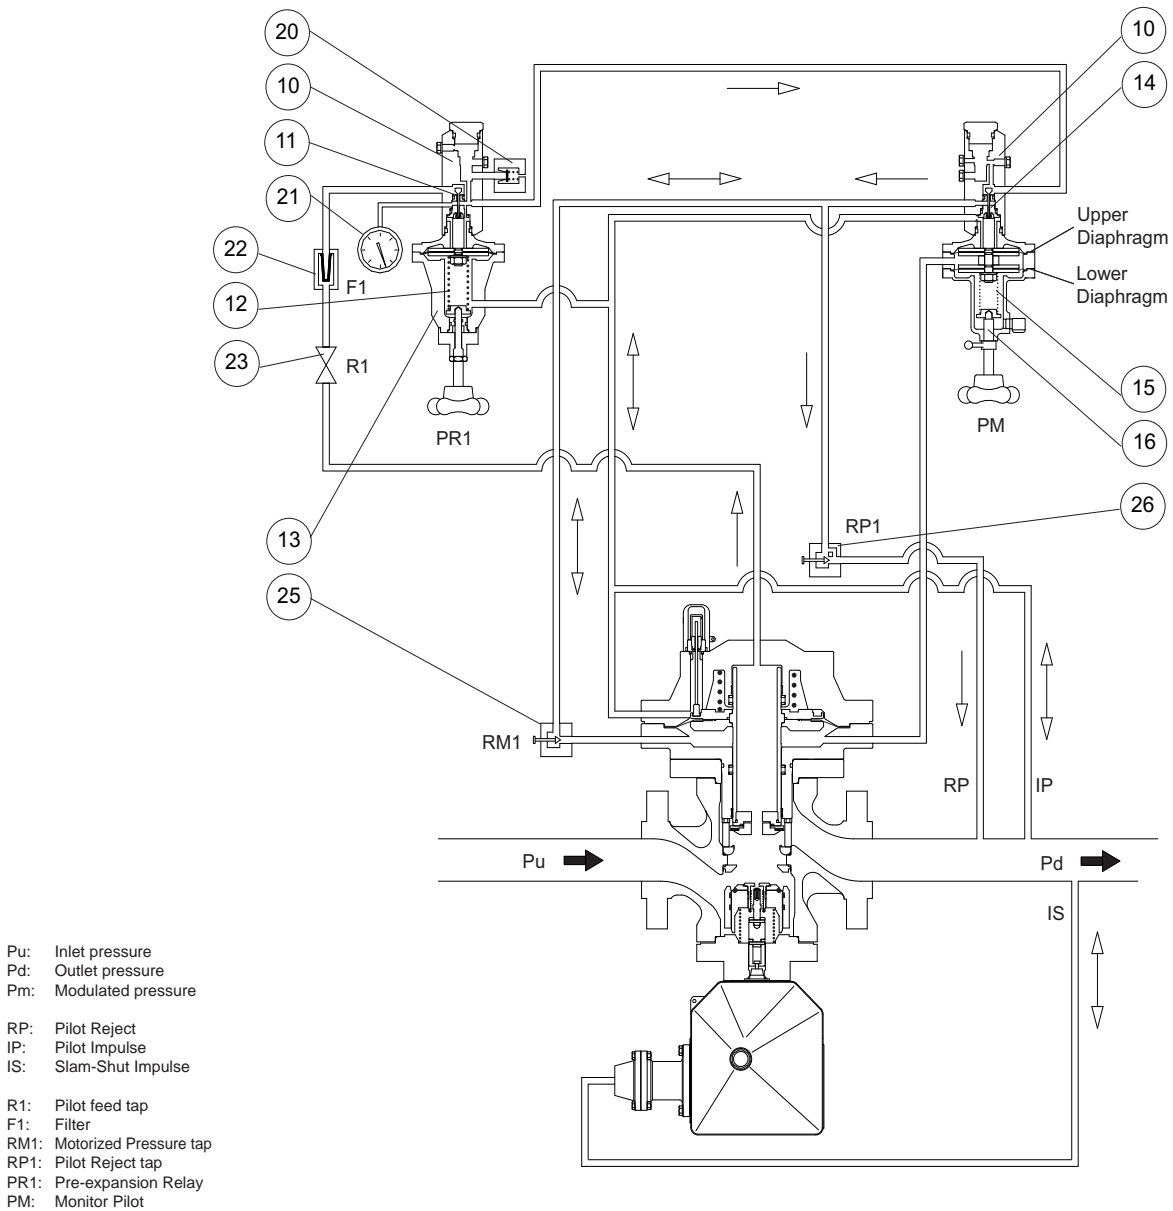 20
10
10
14
11
21
Upper
Diaphragm
22
Lower
Diaphragm
F1
12
23
R1
15
PR1
PM
16
26
RP1
13
25
RM1
RP
IP
Pu
Pd
IS
Pu: Inlet pressure
Pd: Outlet pressure
Pm: Modulated pressure
RP: Pilot Reject
IP: Pilot Impulse
IS: Slam-Shut Impulse
R1: Pilot feed tap
F1: Filter
RM1: Motorized Pressure tap
RP1: Pilot Reject tap
PR1: Pre-expansion Relay
PM: Monitor Pilot